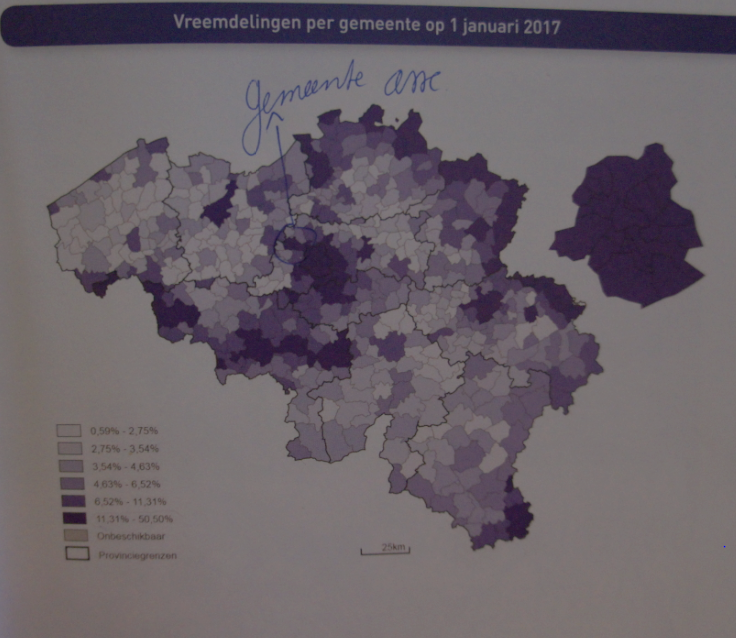 Vreemdelingen per gemeente op 1 januari 2017
gemeente asse
0,59% - 2,75%
2,75% - 3,54%
3,54% - 4,63%
4,63% - 6,52%
6,52% - 11,31%
11,31% - 50,50%
Onbeschikbaar
Provinciegrenzen
25km